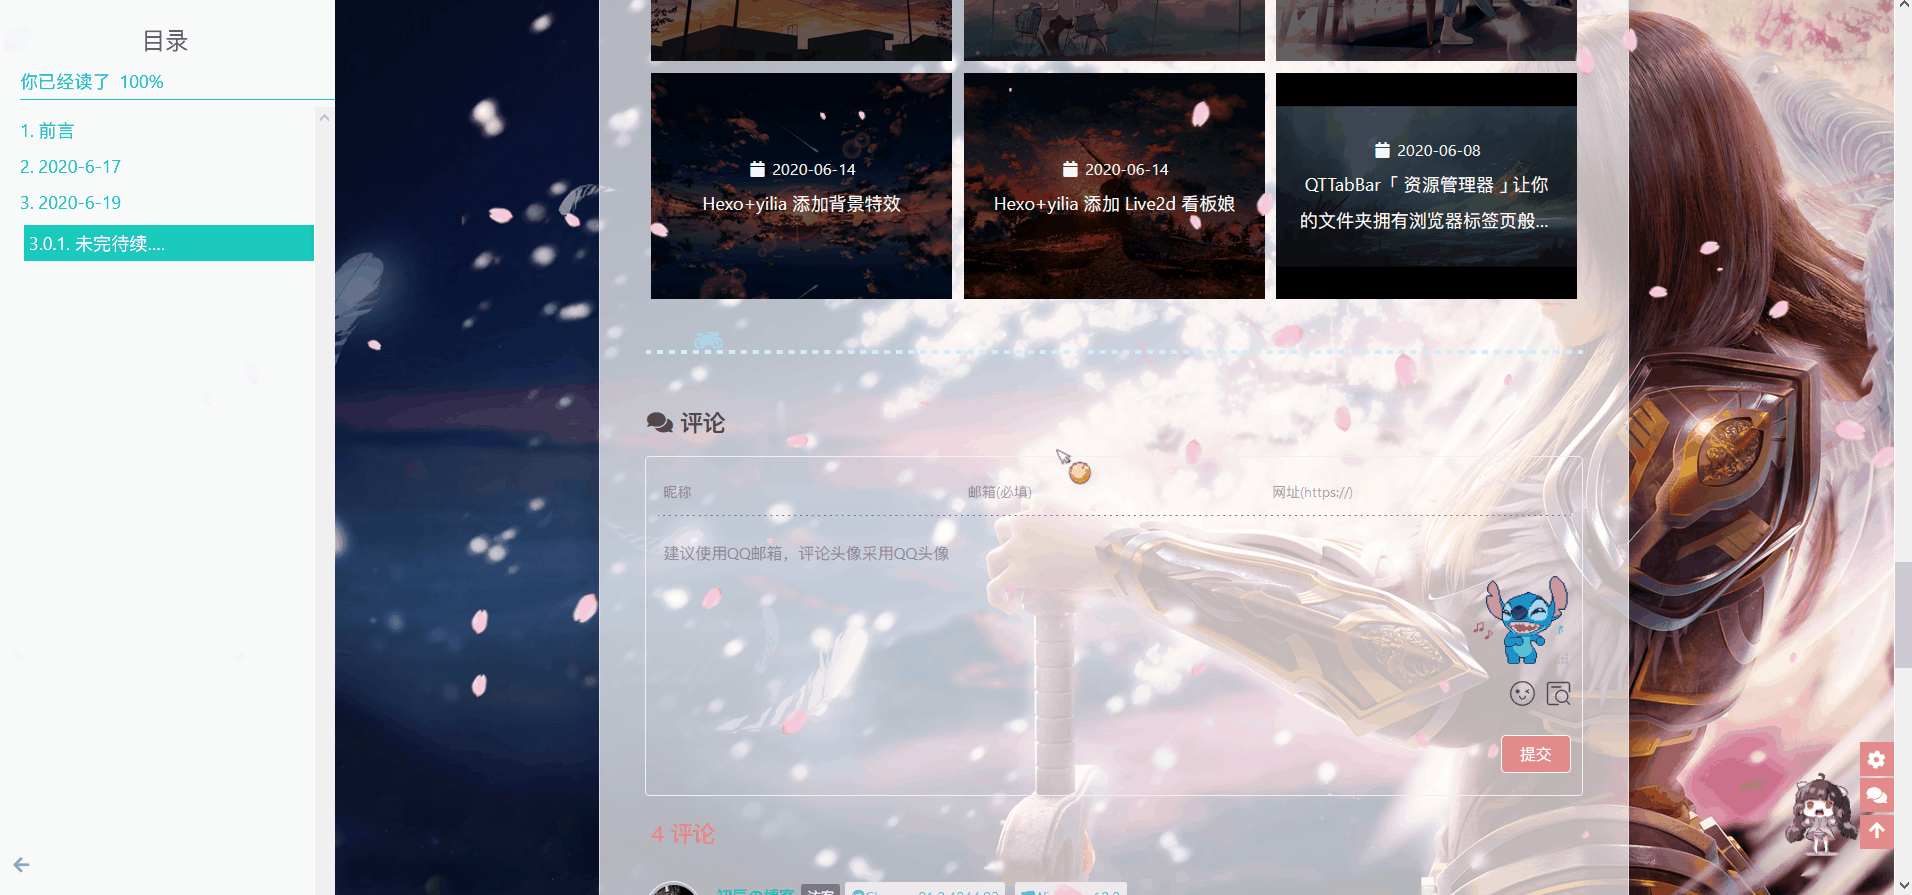 目录
你已经读了 100%
1. 前言
2. 2020-6-17
3. 2020-6-19
3.0.1. 未完待续....
2020-06-14
Hexo+yilia 添加背景特效
2020-06-14
Hexo+yilia 添加 Live2d 看板娘
2020-06-08
QTTabBar「 资源管理器 」让你
的文件夹拥有浏览器标签页般...
评论
昵称
邮箱(必填)
网址(https://)
建议使用QQ邮箱，评论头像采用QQ头像
提交
4 评论